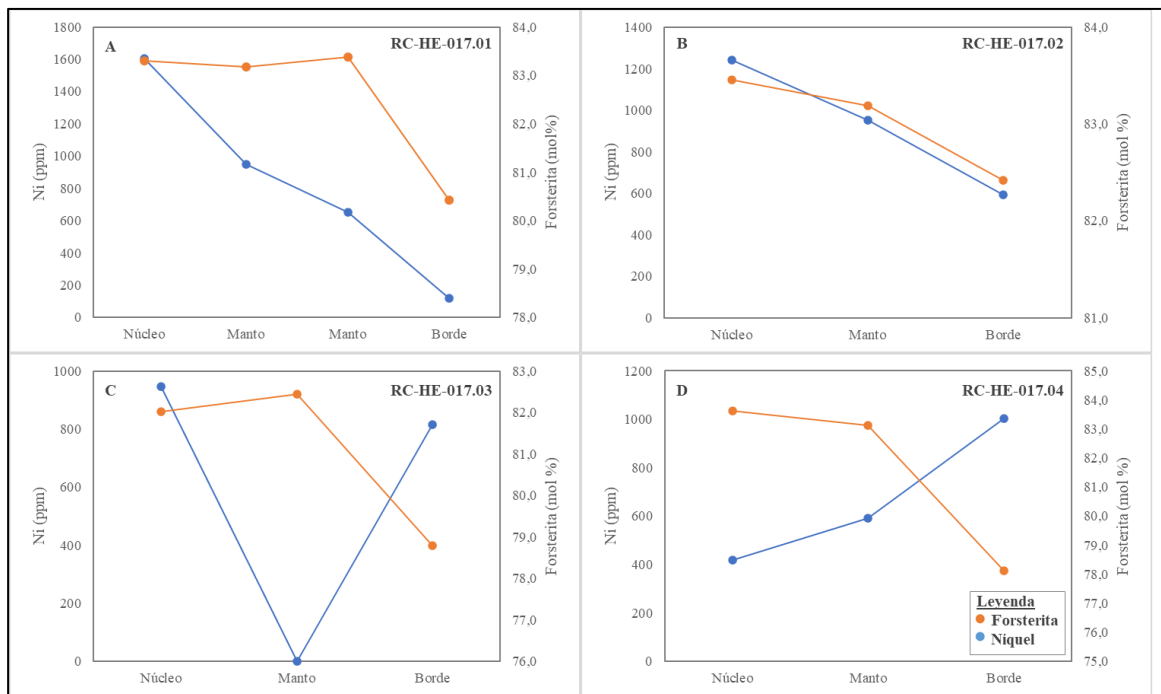 A
RC-HE-017.01
Ni (ppm)
1800
1600
1400
1200
1000
800
600
400
200
0
84,0
83,0
82,0
81,0
80,0
79,0
78,0
Forsterita (mol%)
Núcleo Manto Manto Borde
B
RC-HE-017.02
Ni (ppm)
1400
1200
1000
800
600
400
200
0
84,0
83,0
82,0
81,0
Forsterita (mol %)
Núcleo Manto Borde
C
RC-HE-017.03
Ni (ppm)
1000
800
600
400
200
0
83,0
82,0
81,0
80,0
79,0
78,0
77,0
76,0
Forsterita (mol %)
Núcleo Manto Borde
D
RC-HE-017.04
Ni (ppm)
1200
1000
800
600
400
200
0
85,0
84,0
83,0
82,0
81,0
80,0
79,0
78,0
77,0
76,0
75,0
Forsterita (mol %)
Leyenda
Forsterita
Níquel
Núcleo Manto Borde